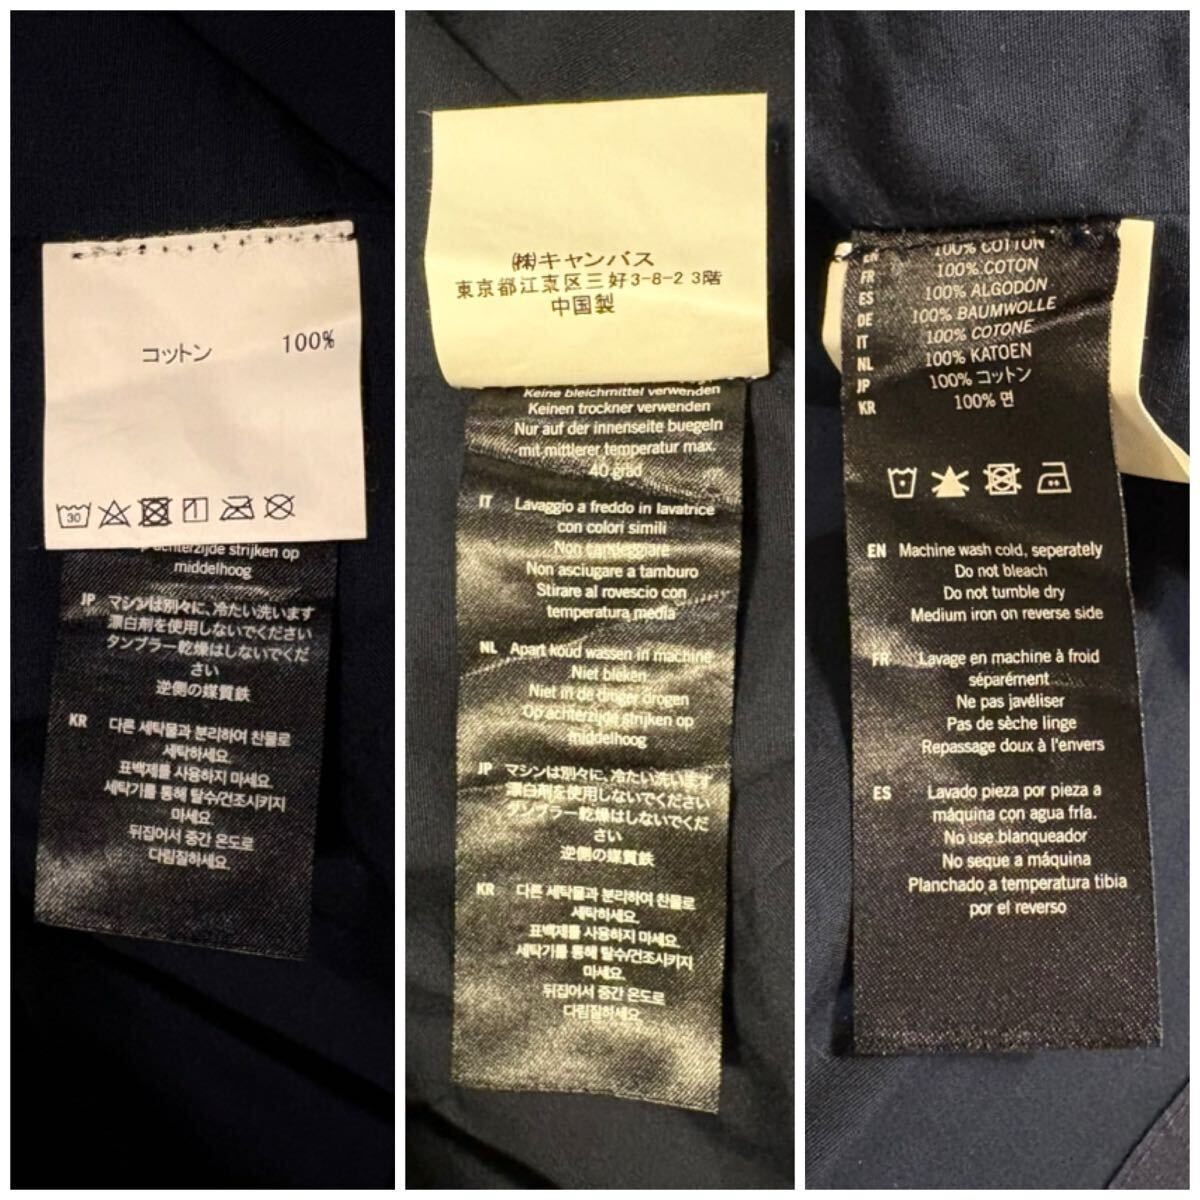 コットン 100%
30
achterzijde strijken op
middelhoog
JP マシンは別々に、冷たい洗います
漂白剤を使用しないでください
タンブラー乾燥はしないでくだ
さい
逆側の媒質鉄
KR 다른 세탁물과 분리하여 찬물로
세탁하세요.
표백제를 사용하지 마세요.
세탁기를 통해 탈수/건조시키지
마세요.
뒤집어서 중간 온도로
다림질하세요.
㈱キャンバス
東京都江東区三好3-8-2 3階
中国製
Keine bleichmittel verwenden
Keinen trockner verwenden
Nur auf der innenseite buegeln
mit mittlerer temperatur max.
40 grad
IT Lavaggio a freddo in lavatrice
con colori simili
Non candeggiare
Non asciugare a tamburo
Stirare al rovescio con
temperatura media
NL Apart koud wassen in machine
Niet bleken
Niet in de droger drogen
Op achterzijde strijken op
middelhoog
JP マシンは別々に、冷たい洗います
漂白剤を使用しないでください
タンブラー乾燥はしないでくだ
さい
逆側の媒質鉄
KR 다른 세탁물과 분리하여 찬물로
세탁하세요.
표백제를 사용하지 마세요.
세탁기를 통해 탈수/건조시키지
마세요.
뒤집어서 중간 온도로
다림질하세요.
EN 100% COTTON
FR 100% COTON
ES 100% ALGODÓN
DE 100% BAUMWOLLE
IT 100% COTONE
NL 100% KATOEN
JP 100% コットン
KR 100% 면
EN Machine wash cold, seperately
Do not bleach
Do not tumble dry
Medium iron on reverse side
FR Lavage en machine à froid
séparément
Ne pas javéliser
Pas de sèche linge
Repassage doux à l'envers
ES Lavado pieza por pieza a
máquina con agua fría.
No use blanqueador
No seque a máquina
Planchado a temperatura tibia
por el reverso